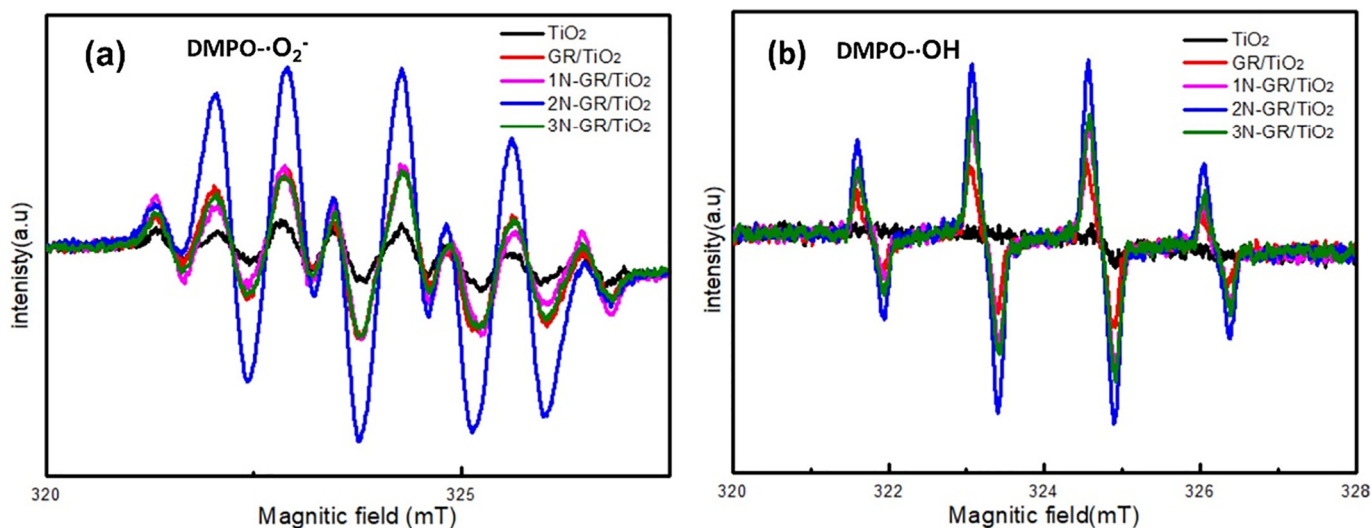 (a)
DMPO-·O₂⁻
TiO₂
GR/TiO₂
1N-GR/TiO₂
2N-GR/TiO₂
3N-GR/TiO₂
intenisty(a.u)
320
325
Magnitic field (mT)
(b)
DMPO-·OH
TiO₂
GR/TiO₂
1N-GR/TiO₂
2N-GR/TiO₂
3N-GR/TiO₂
intensity(a.u)
320
322
324
326
328
Magnitic field(mT)